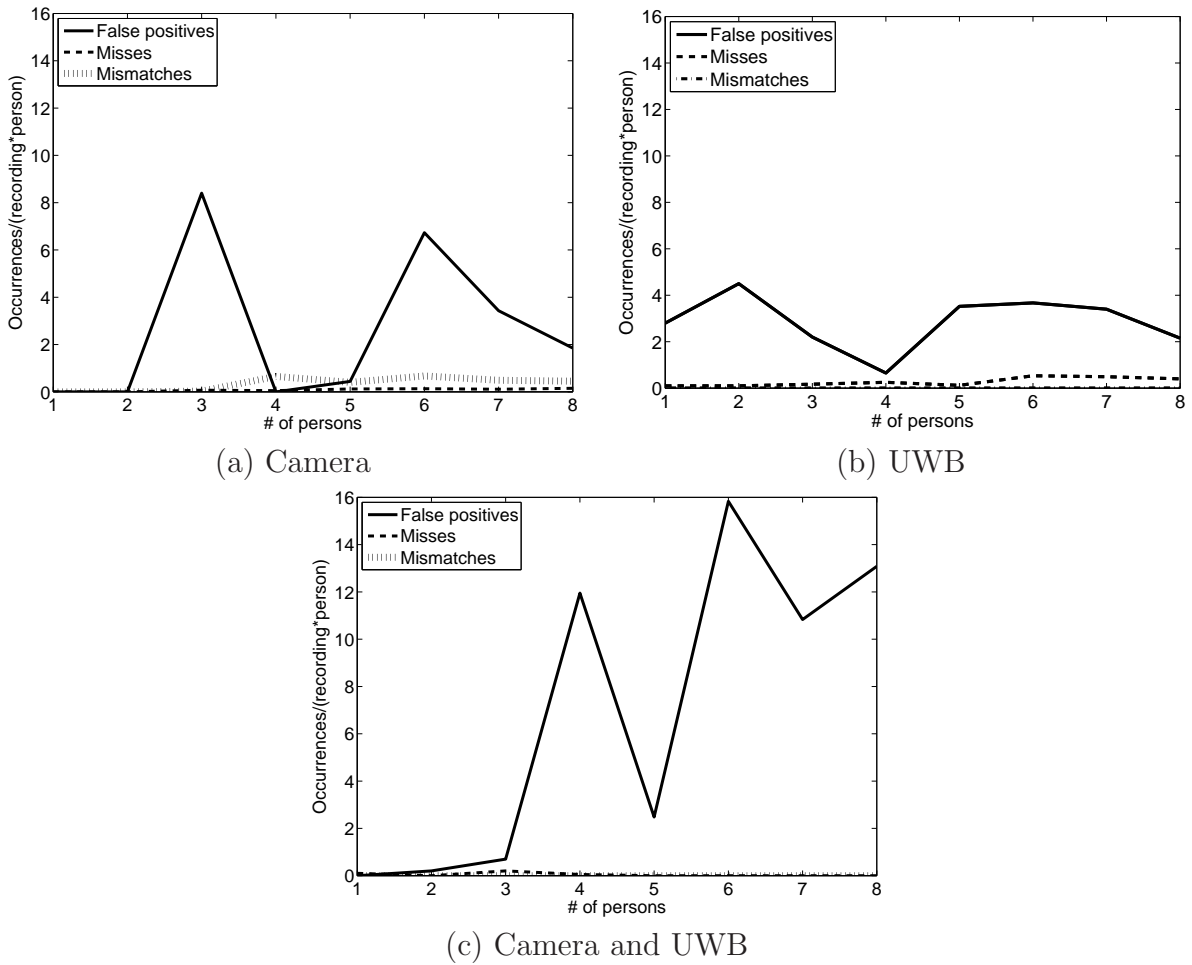 16
14
12
10
8
6
4
2
0
Occurrences/(recording*person)
False positives
Misses
Mismatches
1 2 3 4 5 6 7 8
# of persons
(a) Camera
16
14
12
10
8
6
4
2
0
Occurrences/(recording*person)
False positives
Misses
Mismatches
1 2 3 4 5 6 7 8
# of persons
(b) UWB
16
14
12
10
8
6
4
2
0
Occurrences/(recording*person)
False positives
Misses
Mismatches
1 2 3 4 5 6 7 8
# of persons
(c) Camera and UWB